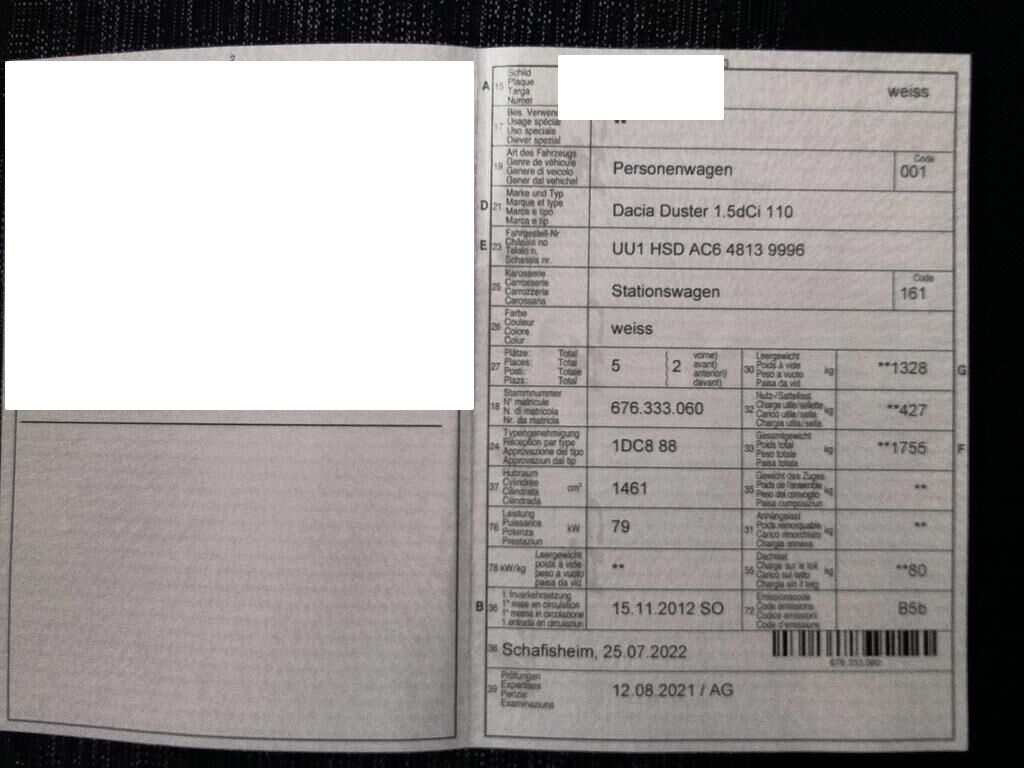 2
A 15 Schild
Plaque
Targa
Numer
weiss
17 Bes. Verwend
Usage spécial
Uso speciale
Diever spezial
**
19 Art des Fahrzeugs
Genre de véhicule
Genere di veicolo
Gener dal vehichel
Personenwagen
Code
001
D 21 Marke und Typ
Marque et type
Marca e tipo
Marca e tip
Dacia Duster 1.5dCi 110
E 23 Fahrgestell-Nr.
Châssis no
Telaio n.
Schassis nr.
UU1 HSD AC6 4813 9996
25 Karosserie
Carrosserie
Carrozzeria
Carossaria
Stationswagen
Code
161
26 Farbe
Couleur
Colore
Colur
weiss
27 Plätze: Total
Places: Total
Posti: Totale
Plazs: Total
5 2 vorne)
avant)
anteriori)
davant)
30 Leergewicht
Poids à vide
Peso a vuoto
Paisa da vid
kg
**1328 G
18 Stammnummer
N° matricule
N. di matricola
Nr. da matricla
676.333.060
32 Nutz-/Sattellast
Charge utile/sellette
Carico utile/sella
Chargia utila/sella
kg
**427
24 Typengenehmigung
Réception par type
Approvazione del tipo
Approvaziun dal tip
1DC8 88
33 Gesamtgewicht
Poids total
Peso totale
Paisa totala
kg
**1755 F
37 Hubraum
Cylindrée
Cilindrata
Cilindrada
cm³
1461
35 Gewicht des Zuges
Poids de l'ensemble
Peso del convoglio
Paisa cumposiziun
kg
**
76 Leistung
Puissance
Potenza
Prestaziun
kW
79
31 Anhängelast
Poids remorquable
Carico rimorchiato
Chargia annexa
kg
**
78 kW/kg Leergewicht
poids à vide
peso a vuoto
paisa da vid
**
55 Dachlast
Charge sur le toit
Carico sul tetto
Chargia sin il tetg
kg
**80
B 36 1. Inverkehrsetzung
1re mise en circulation
1a messa in circolazione
1. entrada en circulaziun
15.11.2012 SO
72 Emissionscode
Code émissions
Codice emissioni
Code d'emissiuns
B5b
38 Schafisheim, 25.07.2022
676.333.060
39 Prüfungen
Expertises
Perizie
Examinaziuns
12.08.2021 / AG